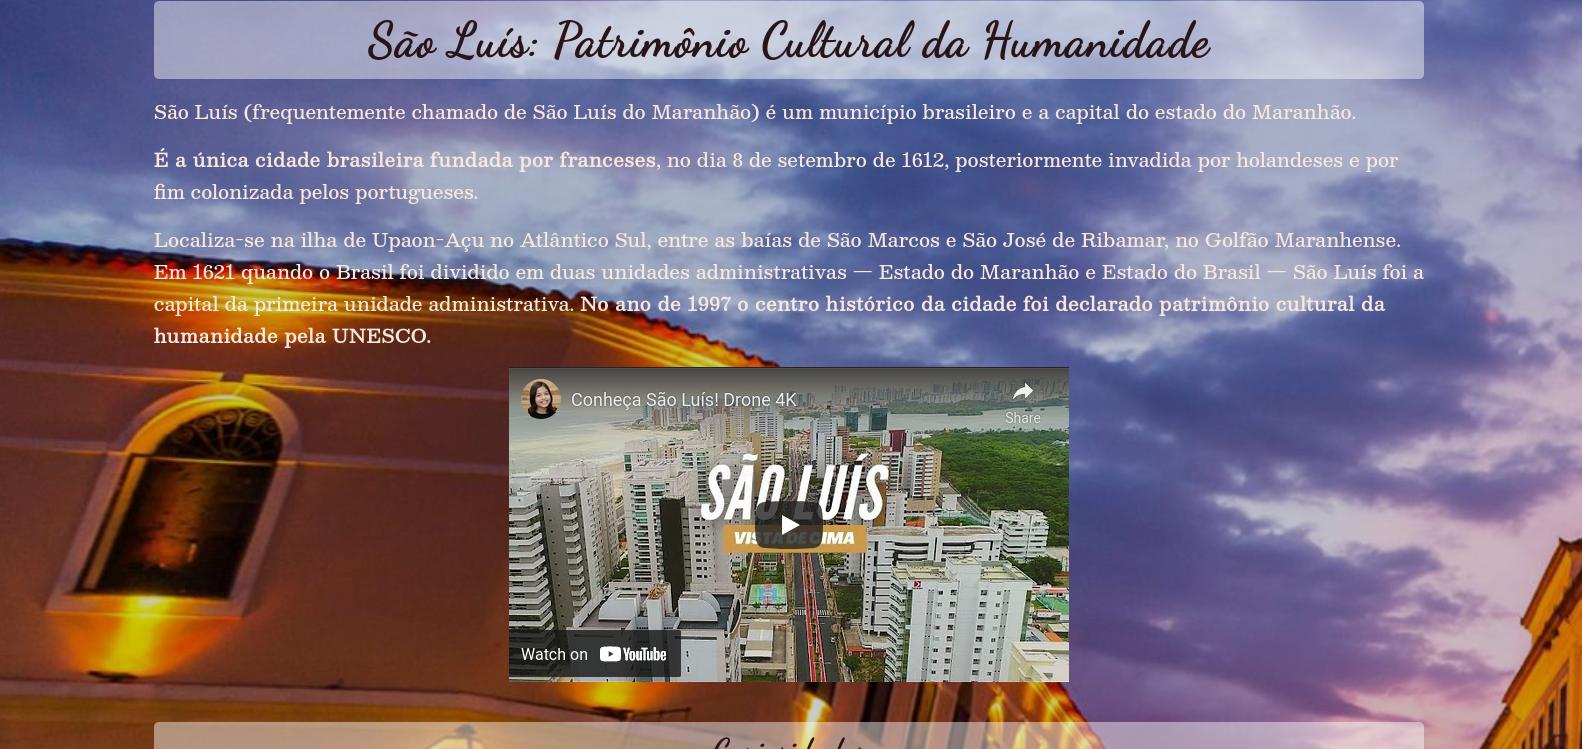 São Luís: Patrimônio Cultural da Humanidade
São Luís (frequentemente chamado de São Luís do Maranhão) é um município brasileiro e a capital do estado do Maranhão.
É a única cidade brasileira fundada por franceses, no dia 8 de setembro de 1612, posteriormente invadida por holandeses e por
fim colonizada pelos portugueses.
Localiza-se na ilha de Upaon-Açu no Atlântico Sul, entre as baías de São Marcos e São José de Ribamar, no Golfão Maranhense.
Em 1621 quando o Brasil foi dividido em duas unidades administrativas — Estado do Maranhão e Estado do Brasil — São Luís foi a
capital da primeira unidade administrativa. No ano de 1997 o centro histórico da cidade foi declarado patrimônio cultural da
humanidade pela UNESCO.
Conheça São Luís! Drone 4K
Share
SÃO LUÍS
VISTA DE CIMA
Watch on YouTube